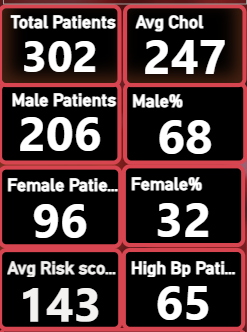 Total Patients
302
Avg Chol
247
Male Patients
206
Male%
68
Female Patie...
96
Female%
32
Avg Risk sco...
143
High Bp Pati...
65